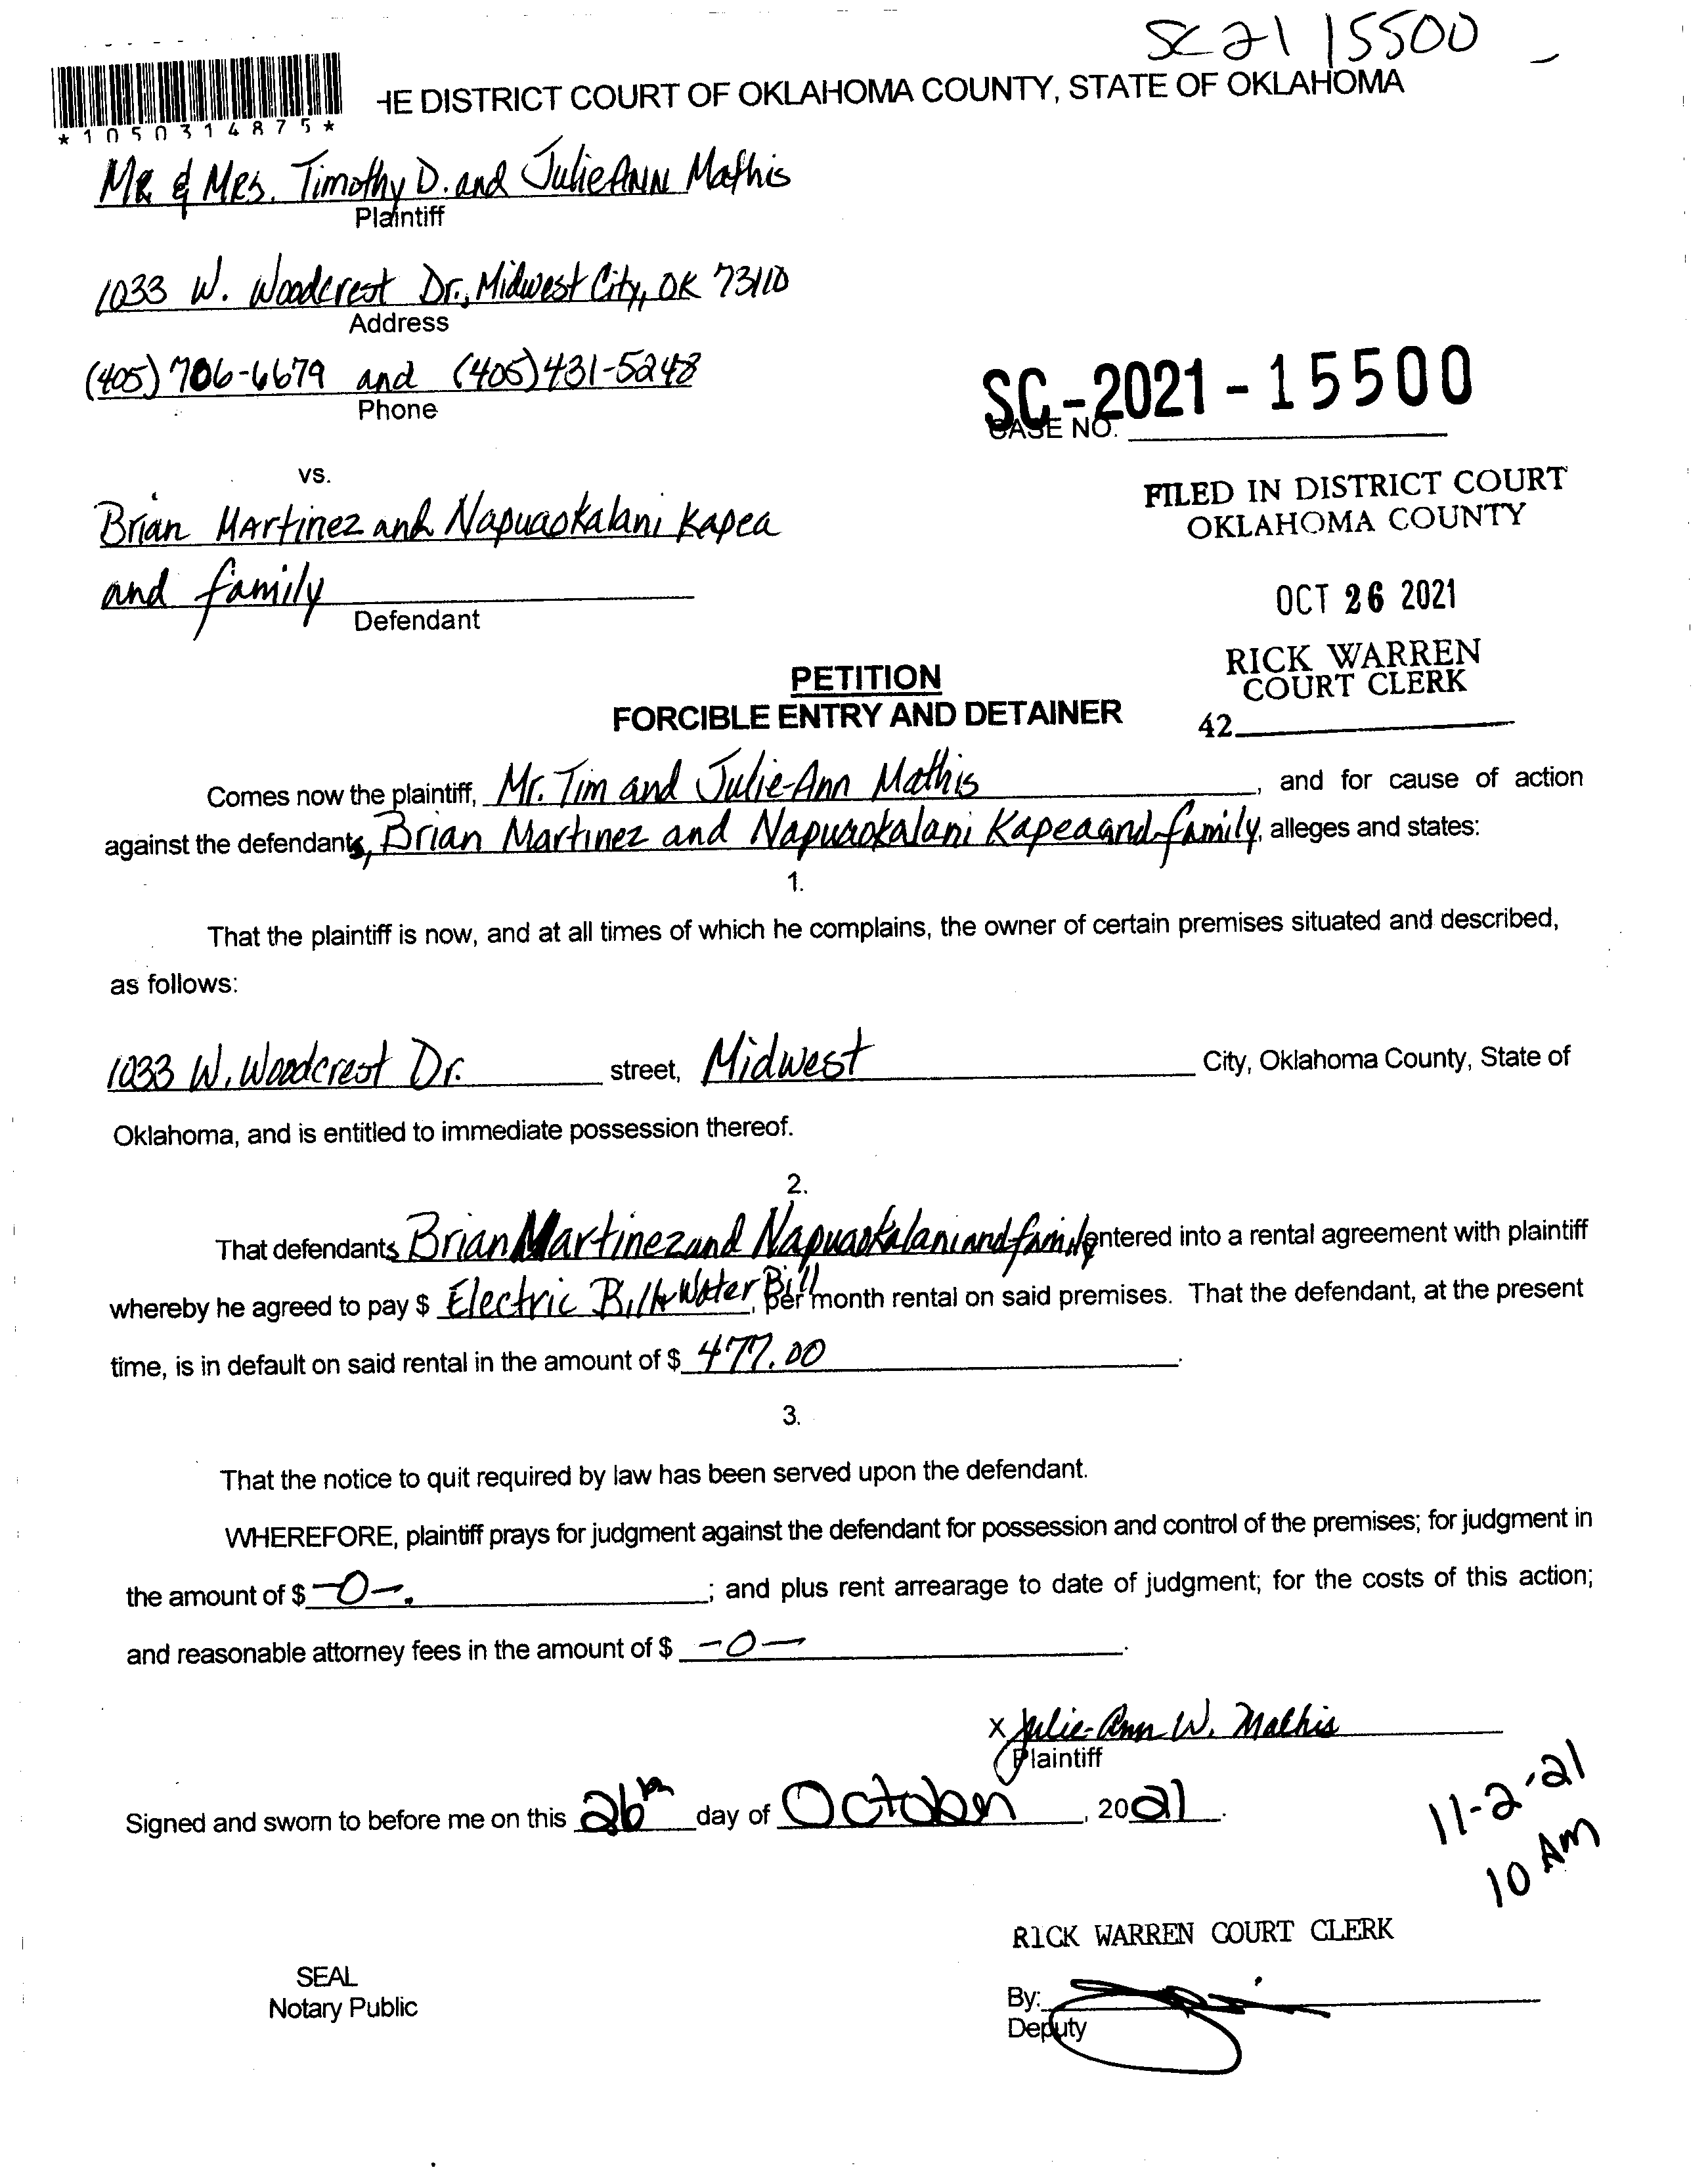 SC 21 15500
HE DISTRICT COURT OF OKLAHOMA COUNTY, STATE OF OKLAHOMA
*1050314875*
MR & MRS. Timothy D. and JulieAnn Mathis
Plaintiff
1033 W. Woodcrest Dr., Midwest City, OK 73110
Address
(405) 706-6679 and (405) 431-5248
Phone
SC-2021-15500
CASE NO.
vs.
FILED IN DISTRICT COURT
OKLAHOMA COUNTY
Brian Martinez and Napuaokalani Kapea
and family
Defendant
OCT 26 2021
RICK WARREN
COURT CLERK
42
PETITION
FORCIBLE ENTRY AND DETAINER
Comes now the plaintiff, Mr. Tim and Julie-Ann Mathis, and for cause of action
against the defendants, Brian Martinez and Napuaokalani Kapea and family, alleges and states:
1.
That the plaintiff is now, and at all times of which he complains, the owner of certain premises situated and described,
as follows:
1033 W. Woodcrest Dr. street, Midwest City, Oklahoma County, State of
Oklahoma, and is entitled to immediate possession thereof.
2.
That defendants Brian Martinez and Napuaokalani and family entered into a rental agreement with plaintiff
whereby he agreed to pay $ Electric Bill & Water Bill, per month rental on said premises. That the defendant, at the present
time, is in default on said rental in the amount of $ 477.00.
3.
That the notice to quit required by law has been served upon the defendant.
WHEREFORE, plaintiff prays for judgment against the defendant for possession and control of the premises; for judgment in
the amount of $ -0-. ; and plus rent arrearage to date of judgment; for the costs of this action;
and reasonable attorney fees in the amount of $ -0-.
X Julie-Ann W. Mathis
Plaintiff
Signed and sworn to before me on this 26th day of October, 2021.
11-2-21
10 AM
RICK WARREN COURT CLERK
SEAL
Notary Public
By:
Deputy